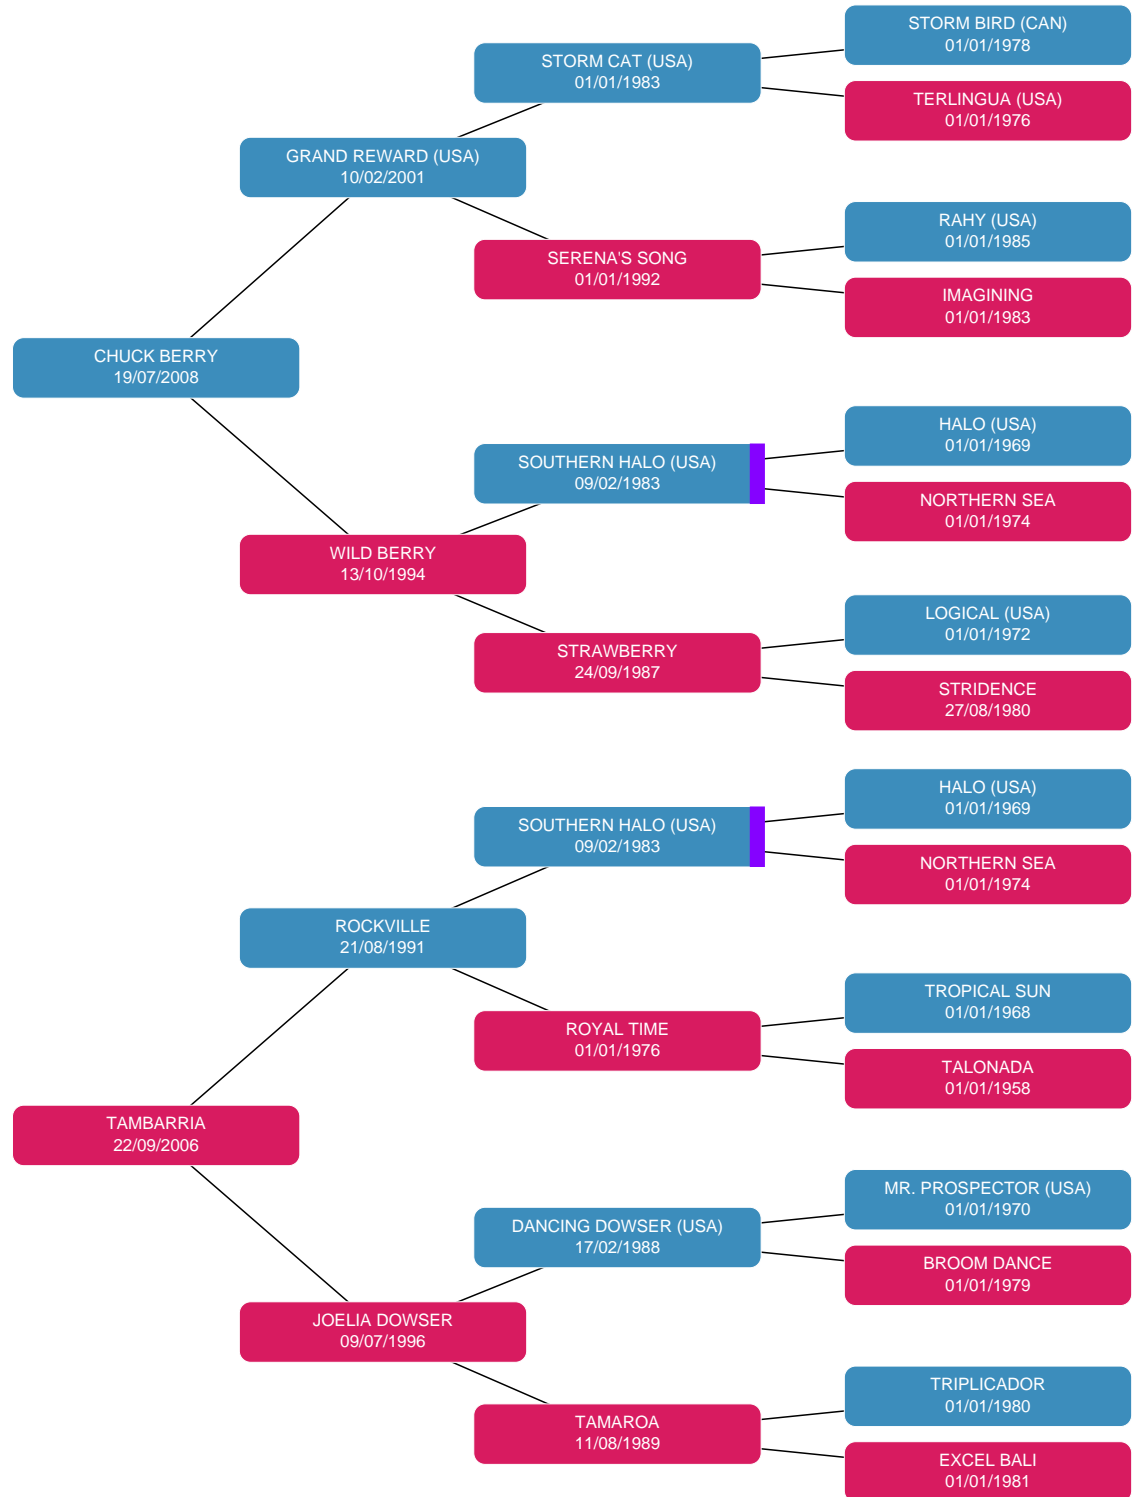 STORM BIRD (CAN)
01/01/1978
STORM CAT (USA)
01/01/1983
TERLINGUA (USA)
01/01/1976
GRAND REWARD (USA)
10/02/2001
RAHY (USA)
01/01/1985
SERENA'S SONG
01/01/1992
IMAGINING
01/01/1983
CHUCK BERRY
19/07/2008
HALO (USA)
01/01/1969
SOUTHERN HALO (USA)
09/02/1983
NORTHERN SEA
01/01/1974
WILD BERRY
13/10/1994
LOGICAL (USA)
01/01/1972
STRAWBERRY
24/09/1987
STRIDENCE
27/08/1980
HALO (USA)
01/01/1969
SOUTHERN HALO (USA)
09/02/1983
NORTHERN SEA
01/01/1974
ROCKVILLE
21/08/1991
TROPICAL SUN
01/01/1968
ROYAL TIME
01/01/1976
TALONADA
01/01/1958
TAMBARRIA
22/09/2006
MR. PROSPECTOR (USA)
01/01/1970
DANCING DOWSER (USA)
17/02/1988
BROOM DANCE
01/01/1979
JOELIA DOWSER
09/07/1996
TRIPLICADOR
01/01/1980
TAMAROA
11/08/1989
EXCEL BALI
01/01/1981